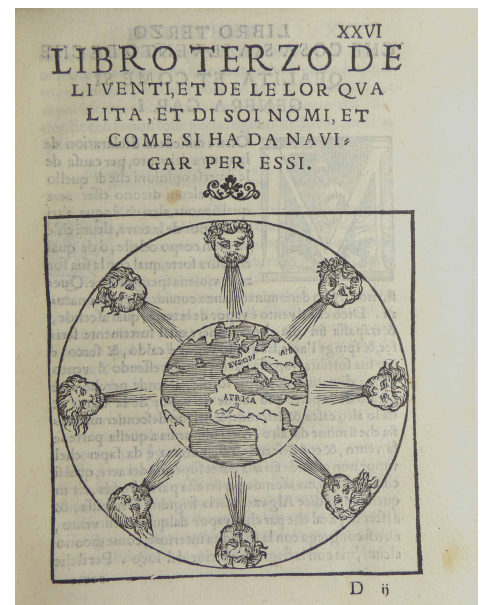 XXVI
LIBRO TERZO DE
LI VENTI, ET DE LE LOR QVA
LITA, ET DI SOI NOMI, ET
COME SI HA DA NAVI⸗
GAR PER ESSI.
EVROPA
AFRICA
D ij